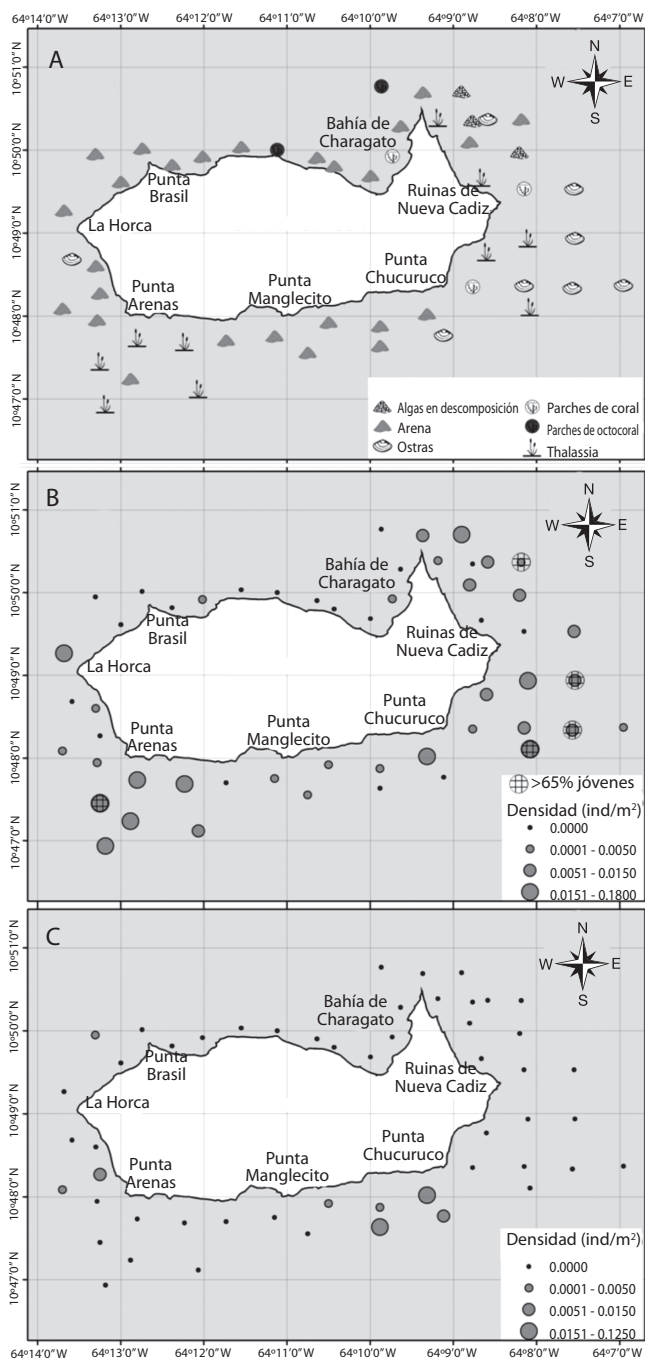 64°14'0"W 64°13'0"W 64°12'0"W 64°11'0"W 64°10'0"W 64°9'0"W 64°8'0"W 64°7'0"W
A
N
W E
S
10°51'0"N
10°50'0"N
10°49'0"N
10°48'0"N
10°47'0"N
Bahía de
Charagato
Punta
Brasil
Ruinas de
Nueva Cadiz
La Horca
Punta
Chucuruco
Punta
Arenas
Punta
Manglecito
Algas en descomposición
Parches de coral
Arena
Parches de octocoral
Ostras
Thalassia
B
N
W E
S
10°51'0"N
10°50'0"N
10°49'0"N
10°48'0"N
10°47'0"N
Bahía de
Charagato
Punta
Brasil
Ruinas de
Nueva Cadiz
La Horca
Punta
Chucuruco
Punta
Arenas
Punta
Manglecito
>65% jóvenes
Densidad (ind/m²)
0.0000
0.0001 - 0.0050
0.0051 - 0.0150
0.0151 - 0.1800
C
N
W E
S
10°51'0"N
10°50'0"N
10°49'0"N
10°48'0"N
10°47'0"N
Bahía de
Charagato
Punta
Brasil
Ruinas de
Nueva Cadiz
La Horca
Punta
Chucuruco
Punta
Arenas
Punta
Manglecito
Densidad (ind/m²)
0.0000
0.0001 - 0.0050
0.0051 - 0.0150
0.0151 - 0.1250
64°14'0"W 64°13'0"W 64°12'0"W 64°11'0"W 64°10'0"W 64°9'0"W 64°8'0"W 64°7'0"W